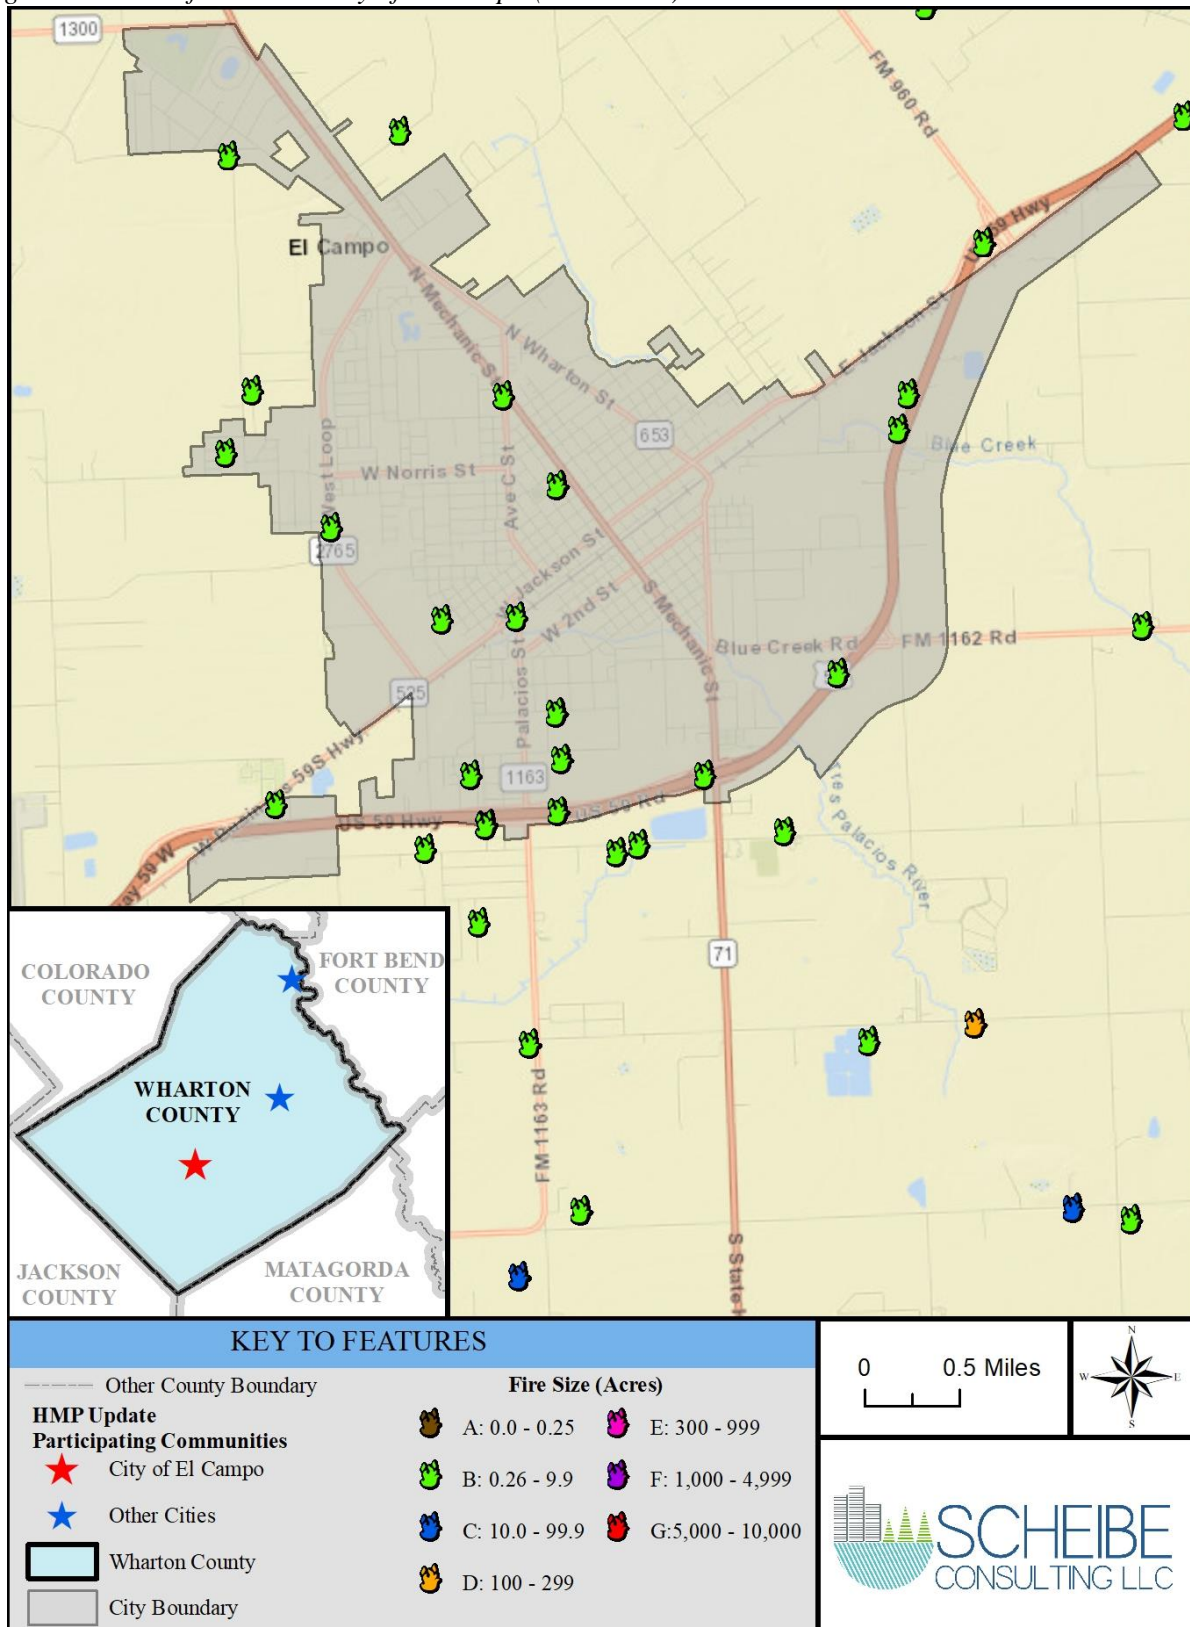 1300
FM 960 Rd
El Campo
N Mechanic St
N Wharton St
E Jackson St
653
West Loop
W Norris St
Ave C St
Blue Creek
2765
W Jackson St
W 2nd St
S Mechanic St
Blue Creek Rd
FM 1162 Rd
525
Palacios St
W Business 59S Hwy
1163
US 59 Hwy
US 59 Rd
Tres Palacios River
71
FM 1163 Rd
COLORADO
COUNTY
FORT BEND
COUNTY
WHARTON
COUNTY
JACKSON
COUNTY
MATAGORDA
COUNTY
KEY TO FEATURES
Other County Boundary
HMP Update
Participating Communities
City of El Campo
Other Cities
Wharton County
City Boundary
Fire Size (Acres)
A: 0.0 - 0.25
B: 0.26 - 9.9
C: 10.0 - 99.9
D: 100 - 299
E: 300 - 999
F: 1,000 - 4,999
G:5,000 - 10,000
0 0.5 Miles
N
W E
S
SCHEIBE
CONSULTING LLC